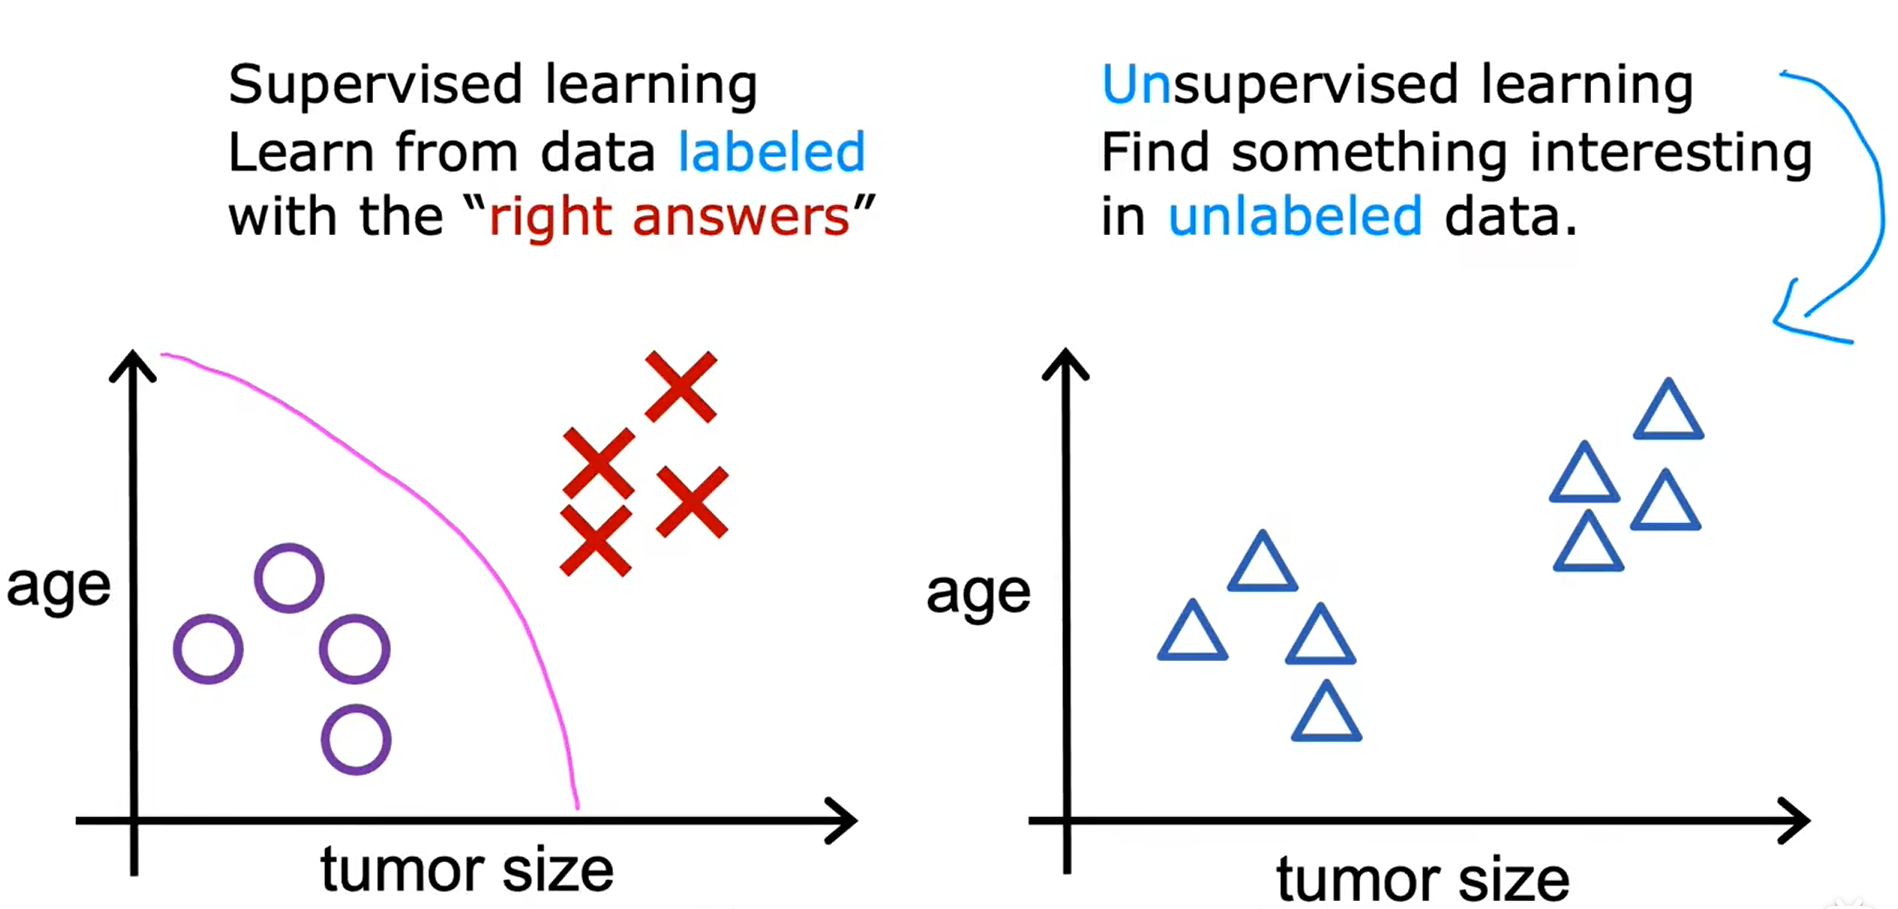 Supervised learning
Learn from data labeled
with the “right answers”
age
tumor size
Unsupervised learning
Find something interesting
in unlabeled data.
age
tumor size